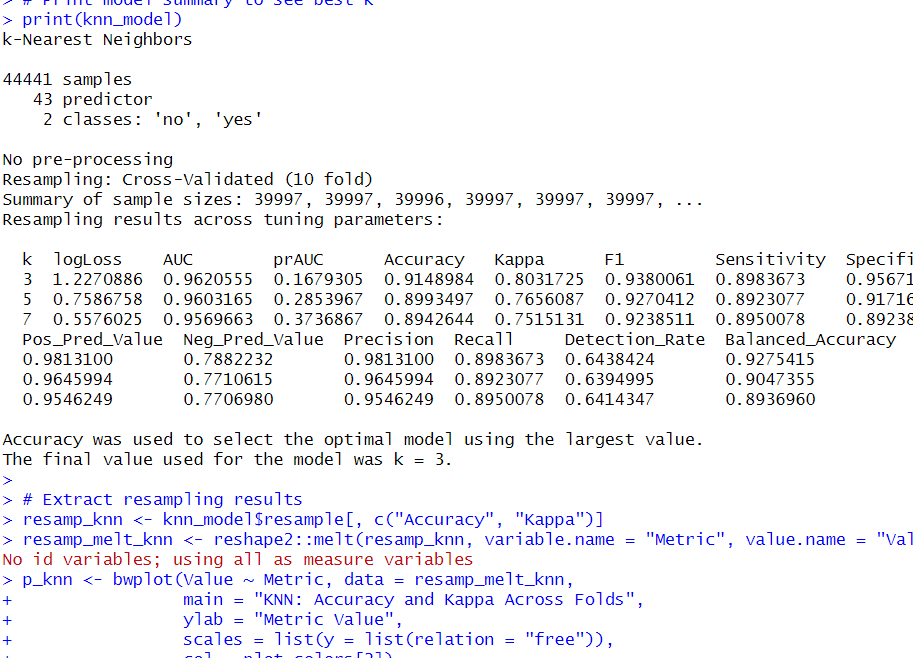 > # Print model summary to see best k
> print(knn_model)
k-Nearest Neighbors
44441 samples
43 predictor
2 classes: 'no', 'yes'
No pre-processing
Resampling: Cross-Validated (10 fold)
Summary of sample sizes: 39997, 39997, 39996, 39997, 39997, 39997, ...
Resampling results across tuning parameters:
k logLoss AUC prAUC Accuracy Kappa F1 Sensitivity Specifi
3 1.2270886 0.9620555 0.1679305 0.9148984 0.8031725 0.9380061 0.8983673 0.95671
5 0.7586758 0.9603165 0.2853967 0.8993497 0.7656087 0.9270412 0.8923077 0.91716
7 0.5576025 0.9569663 0.3736867 0.8942644 0.7515131 0.9238511 0.8950078 0.89238
Pos_Pred_Value Neg_Pred_Value Precision Recall Detection_Rate Balanced_Accuracy
0.9813100 0.7882232 0.9813100 0.8983673 0.6438424 0.9275415
0.9645994 0.7710615 0.9645994 0.8923077 0.6394995 0.9047355
0.9546249 0.7706980 0.9546249 0.8950078 0.6414347 0.8936960
Accuracy was used to select the optimal model using the largest value.
The final value used for the model was k = 3.
>
> # Extract resampling results
> resamp_knn <- knn_model$resample[, c("Accuracy", "Kappa")]
> resamp_melt_knn <- reshape2::melt(resamp_knn, variable.name = "Metric", value.name = "Val
No id variables; using all as measure variables
> p_knn <- bwplot(Value ~ Metric, data = resamp_melt_knn,
+ main = "KNN: Accuracy and Kappa Across Folds",
+ ylab = "Metric Value",
+ scales = list(y = list(relation = "free")),
+ col = plot_colors[2])